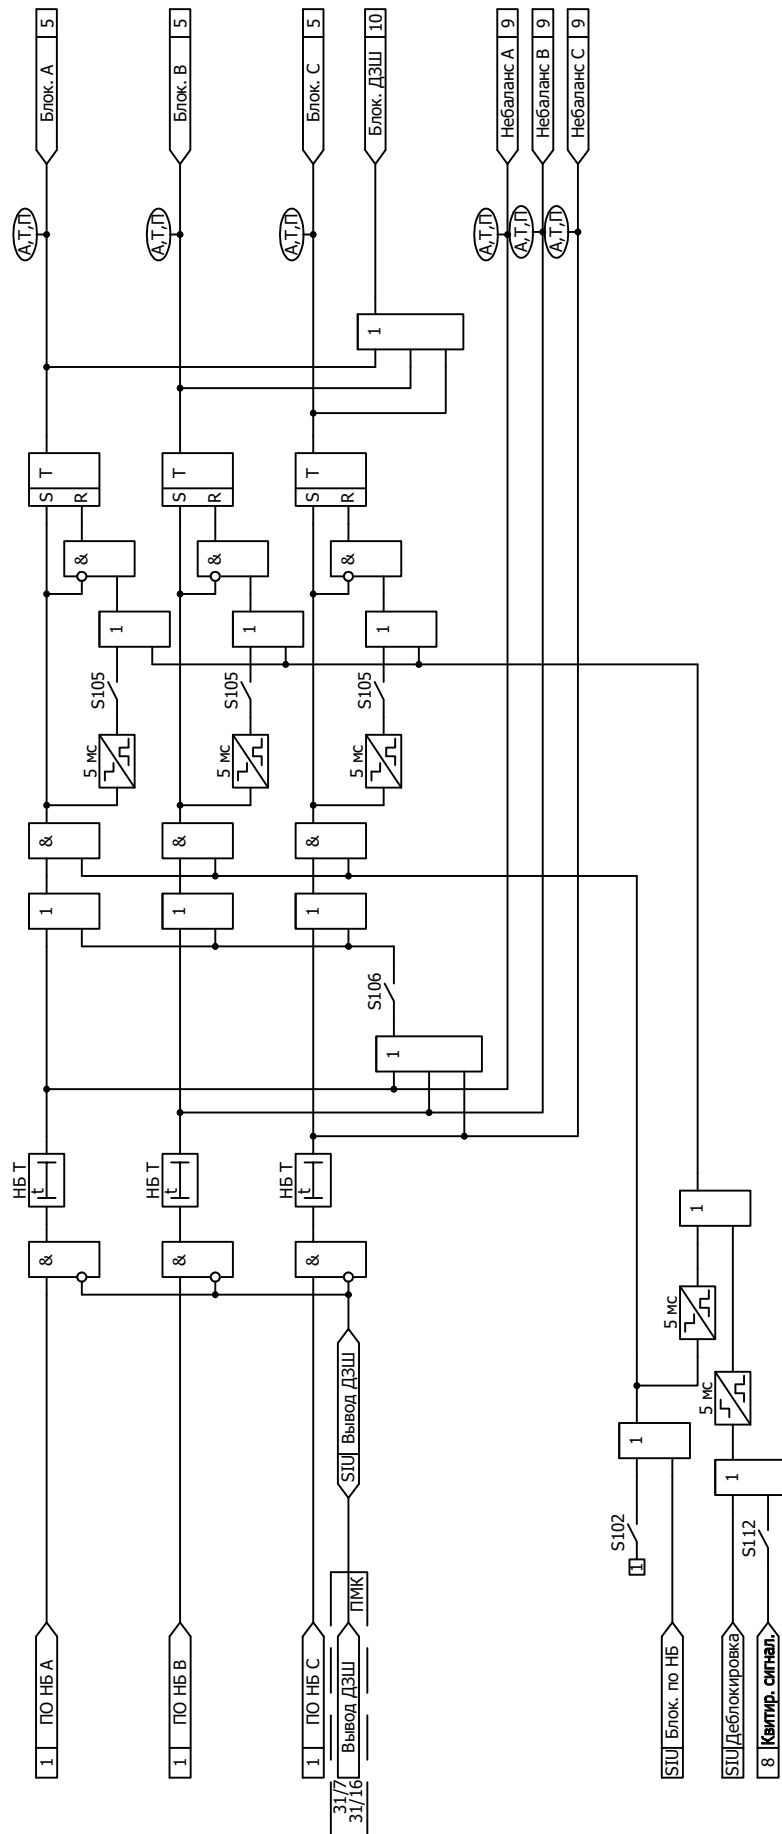 ПО НБ А
1
ПО НБ В
1
ПО НБ С
1
Вывод ДЗШ
31/7
31/16
ПМК
SIU Вывод ДЗШ
&
&
&
НБ Т
t
НБ Т
t
НБ Т
t
1
S106
1
1
1
&
&
&
5 мс
5 мс
5 мс
S105
S105
S105
1
1
1
&
&
&
S R T
S R T
S R T
1
А,Т,П
А,Т,П
А,Т,П
А,Т,П
А,Т,П
А,Т,П
Блок. А 5
Блок. В 5
Блок. С 5
Блок. ДЗШ 10
Небаланс А 9
Небаланс В 9
Небаланс С 9
SIU Блок. по НБ
1
S102
1
5 мс
1
SIU Деблокировка
8 Квитир. сигнал.
S112
1
5 мс